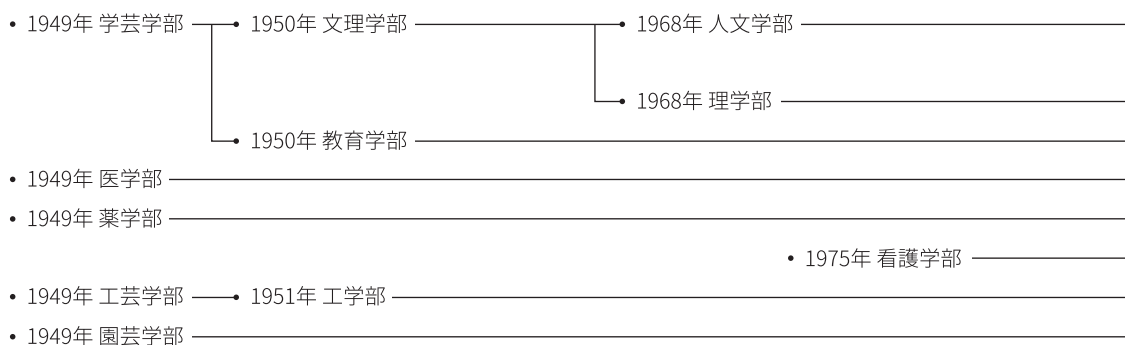 • 1949年 学芸学部 • 1950年 文理学部 • 1968年 人文学部
• 1968年 理学部
• 1950年 教育学部
• 1949年 医学部
• 1949年 薬学部
• 1975年 看護学部
• 1949年 工芸学部 • 1951年 工学部
• 1949年 園芸学部